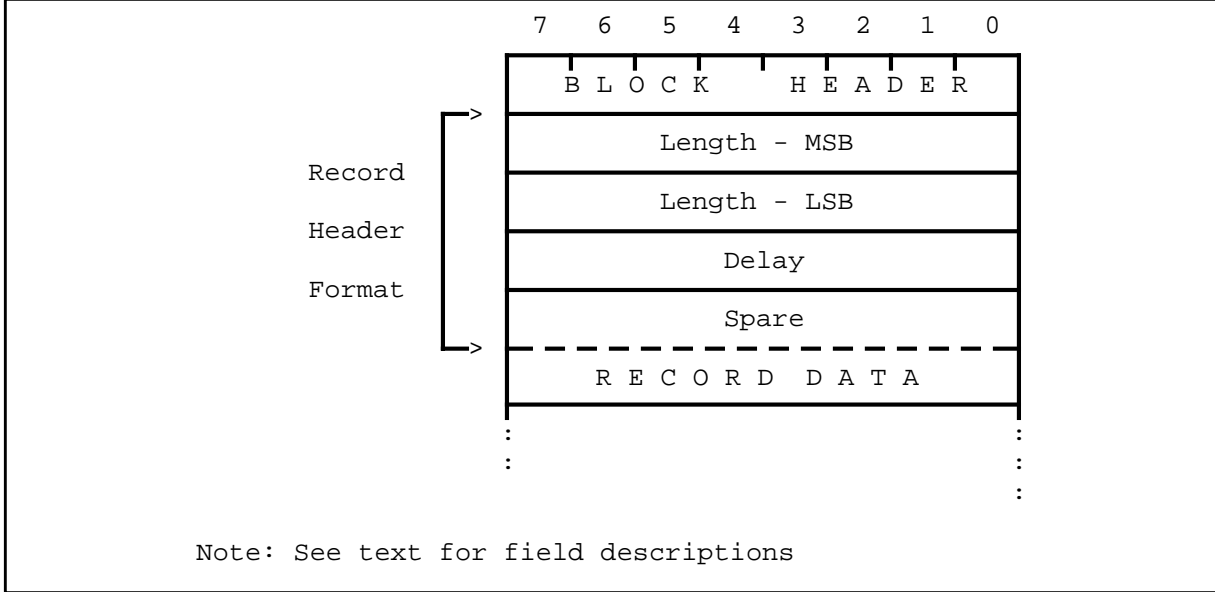 7 6 5 4 3 2 1 0
B L O C K H E A D E R
>
Length - MSB
Record
Length - LSB
Header
Delay
Format
Spare
>
R E C O R D D A T A
: :
: :
:
Note: See text for field descriptions